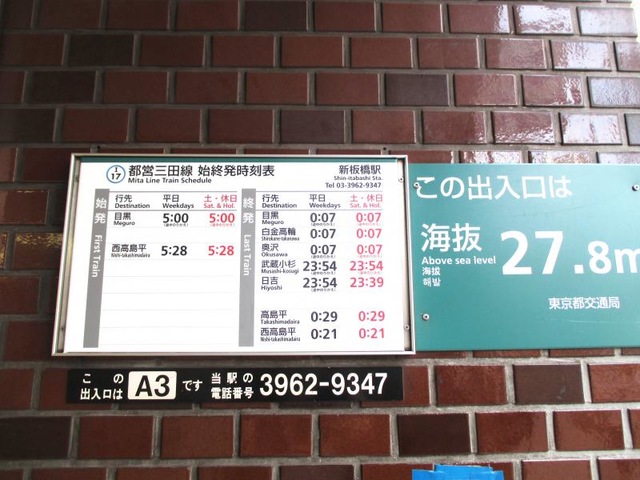 I 17 都営三田線 始終発時刻表
Mita Line Train Schedule
新板橋駅
Shin-itabashi Sta.
Tel 03-3962-9347
始発 First Train
行先 平日 土・休日
Destination Weekdays Sat. & Hol.
目黒 5:00 5:00
Meguro
西高島平 5:28 5:28
Nishi-takashimadaira
終発 Last Train
行先 平日 土・休日
Destination Weekdays Sat. & Hol.
目黒 0:07 0:07
Meguro
白金高輪 0:07 0:07
Shirokane-takanawa
奥沢 0:07 0:07
Okusawa
武蔵小杉 23:54 23:54
Musashi-kosugi
日吉 23:54 23:39
Hiyoshi
高島平 0:29 0:29
Takashimadaira
西高島平 0:21 0:21
Nishi-takashimadaira
この出入口は
海抜 27.8m
Above sea level
海拔
해발
東京都交通局
この出入口は A3 です 当駅の電話番号 3962-9347